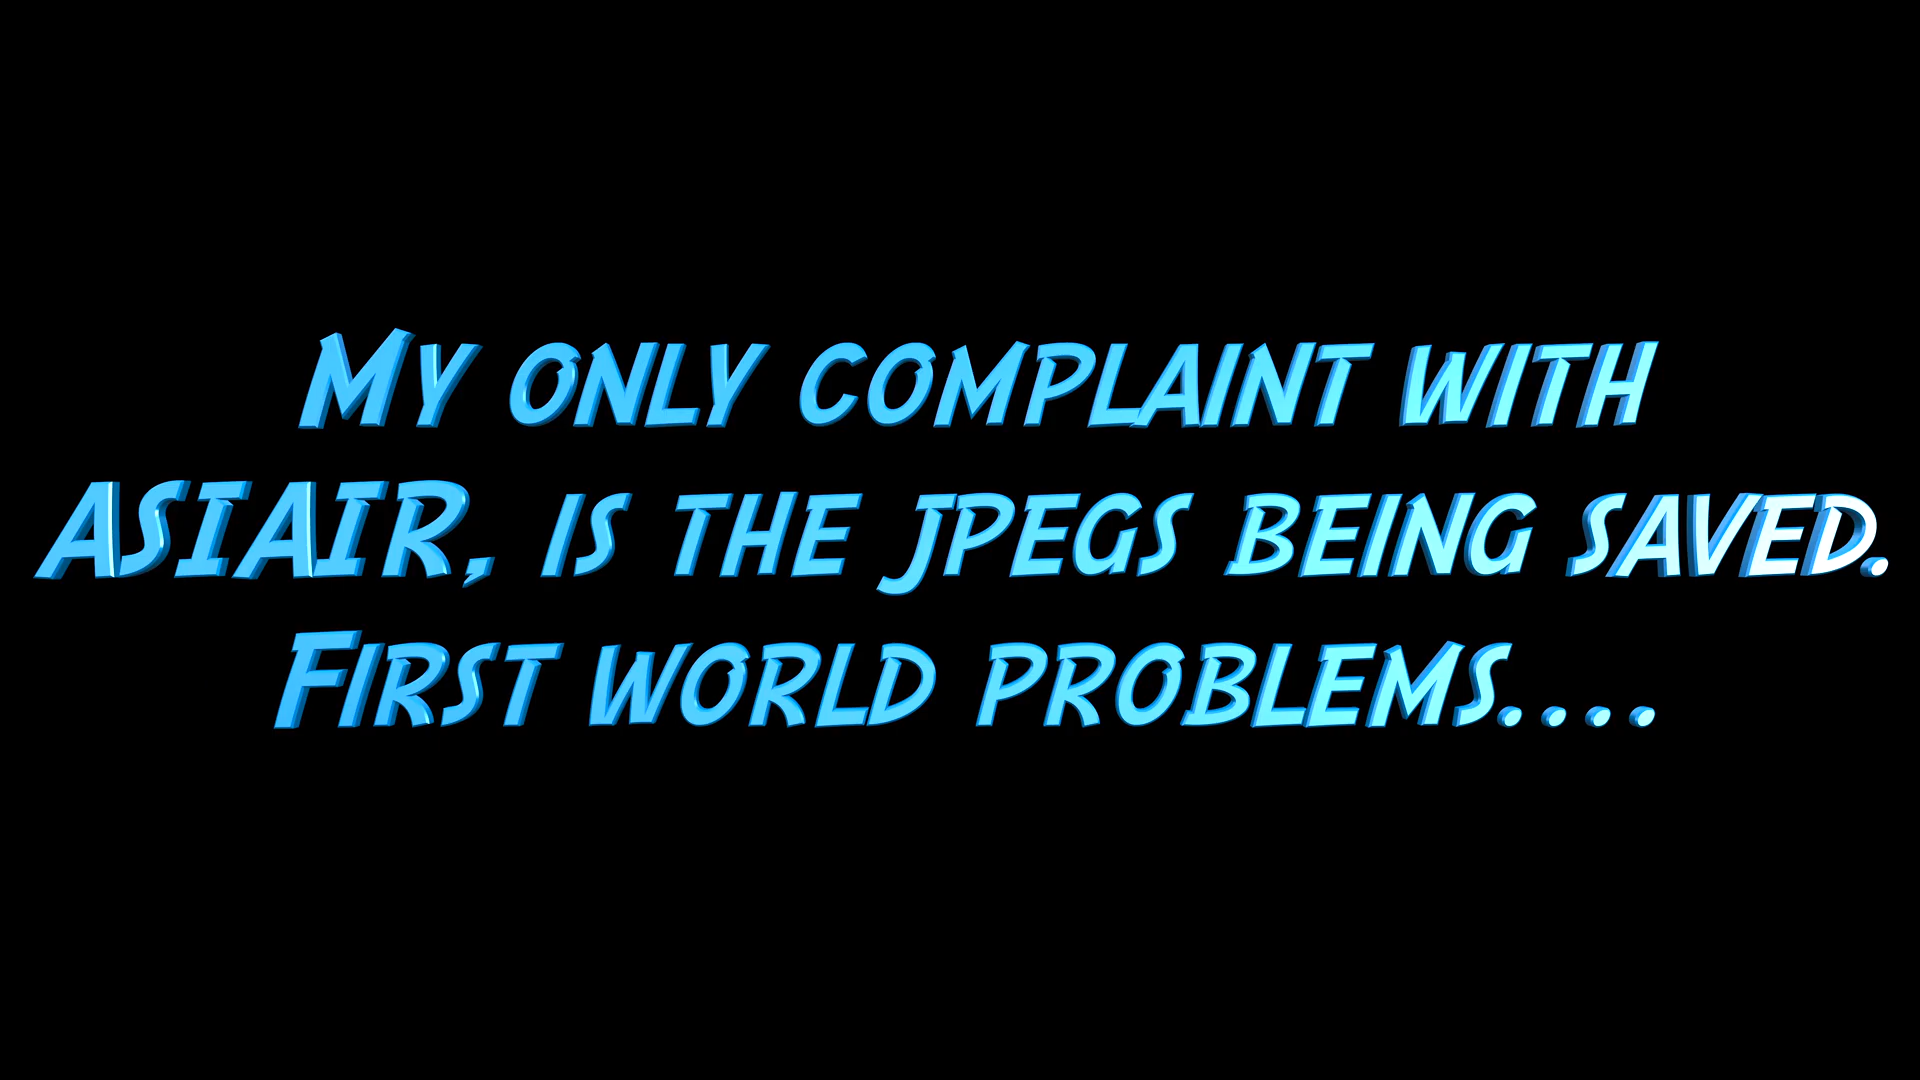 My only complaint with
ASIAIR, is the jpegs being saved.
First world problems....